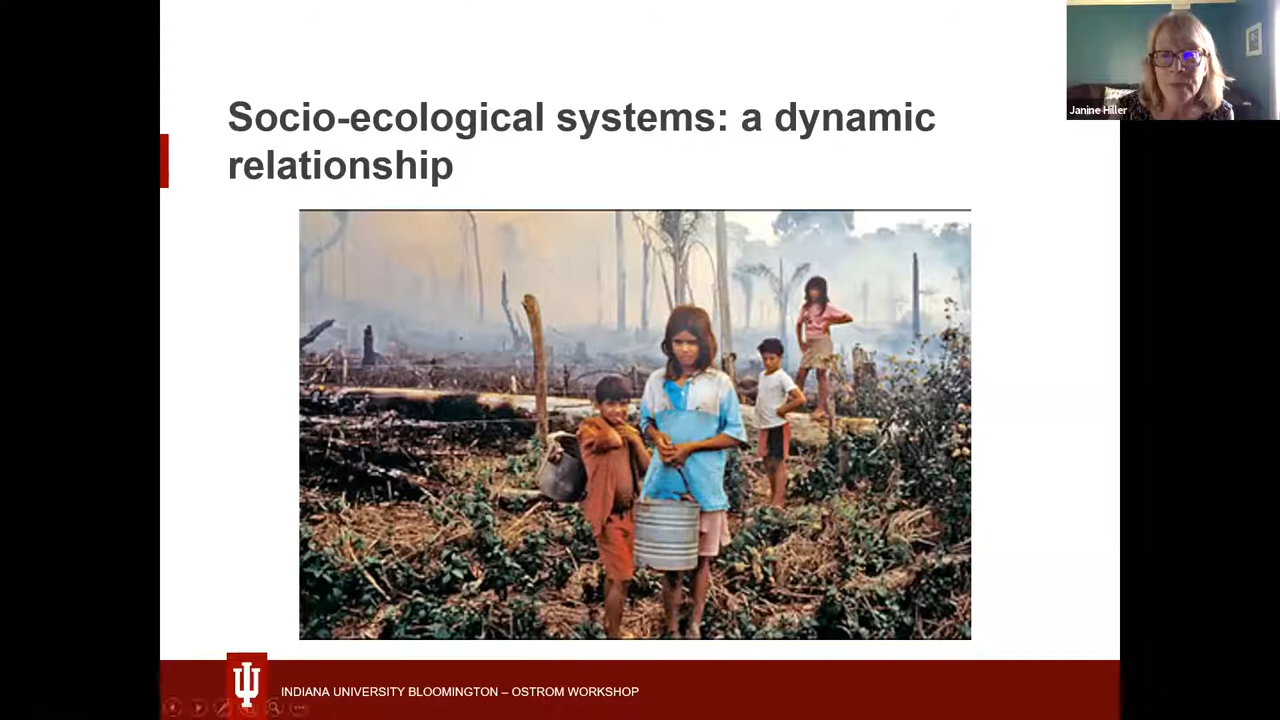 Socio-ecological systems: a dynamic
relationship
Janine Hiller
INDIANA UNIVERSITY BLOOMINGTON – OSTROM WORKSHOP